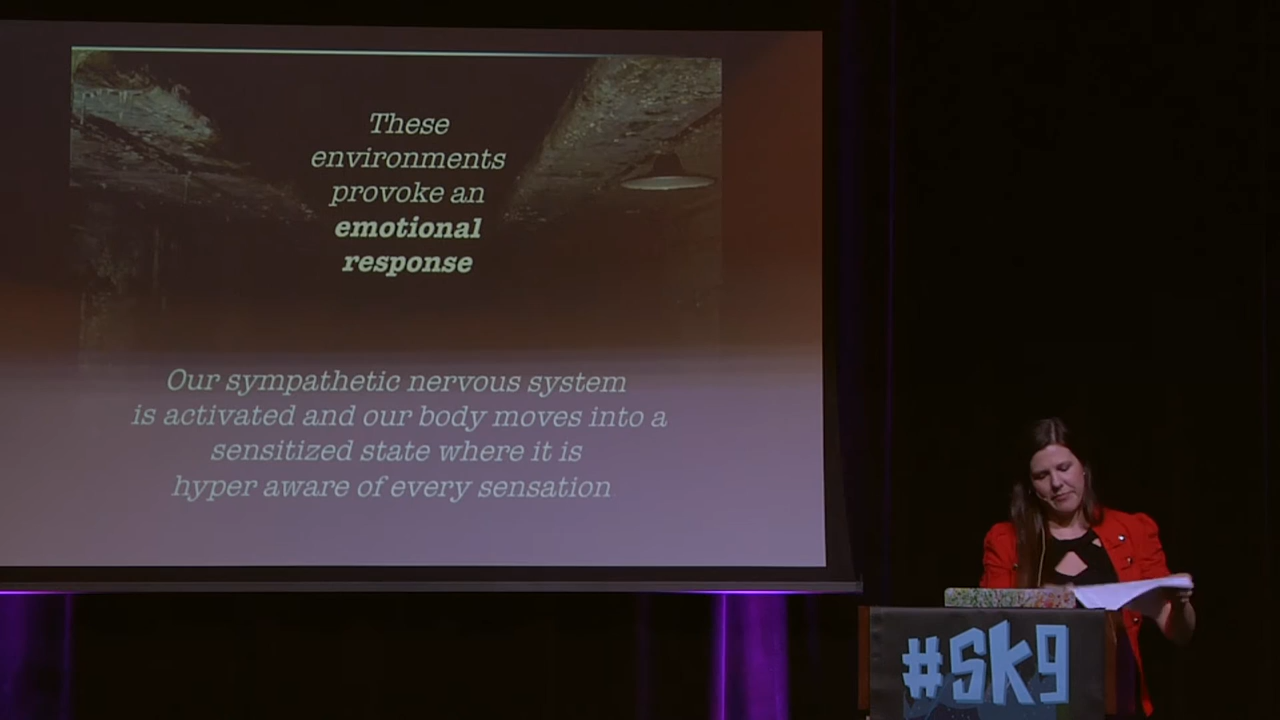 These
environments
provoke an
emotional
response
Our sympathetic nervous system
is activated and our body moves into a
sensitized state where it is
hyper aware of every sensation
#SK9